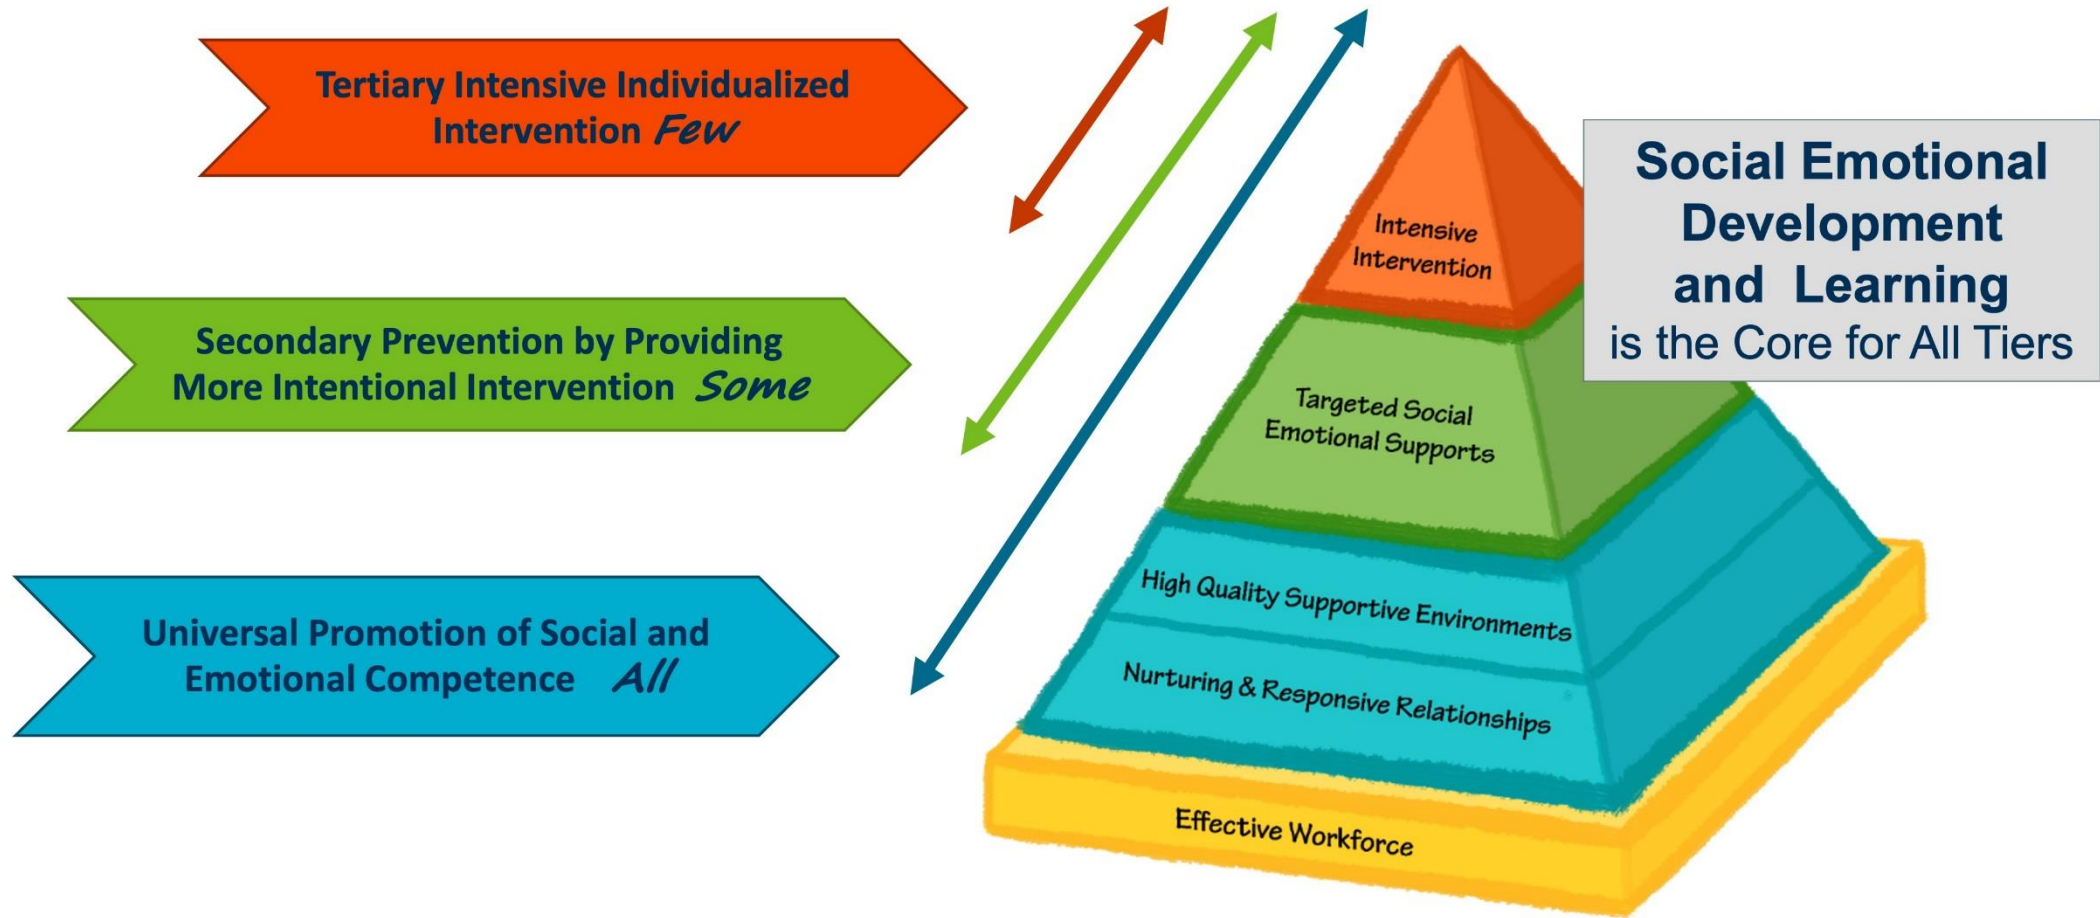 Tertiary Intensive Individualized
Intervention Few
Secondary Prevention by Providing
More Intentional Intervention Some
Universal Promotion of Social and
Emotional Competence All
Intensive
Intervention
Targeted Social
Emotional Supports
High Quality Supportive Environments
Nurturing & Responsive Relationships
Effective Workforce
Social Emotional
Development
and Learning
is the Core for All Tiers